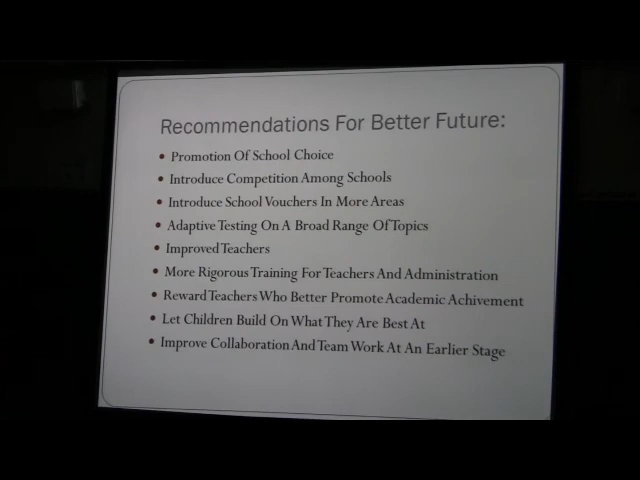 Recommendations For Better Future:
• Promotion Of School Choice
• Introduce Competition Among Schools
• Introduce School Vouchers In More Areas
• Adaptive Testing On A Broad Range Of Topics
• Improved Teachers
• More Rigorous Training For Teachers And Administration
• Reward Teachers Who Better Promote Academic Achivement
• Let Children Build On What They Are Best At
• Improve Collaboration And Team Work At An Earlier Stage